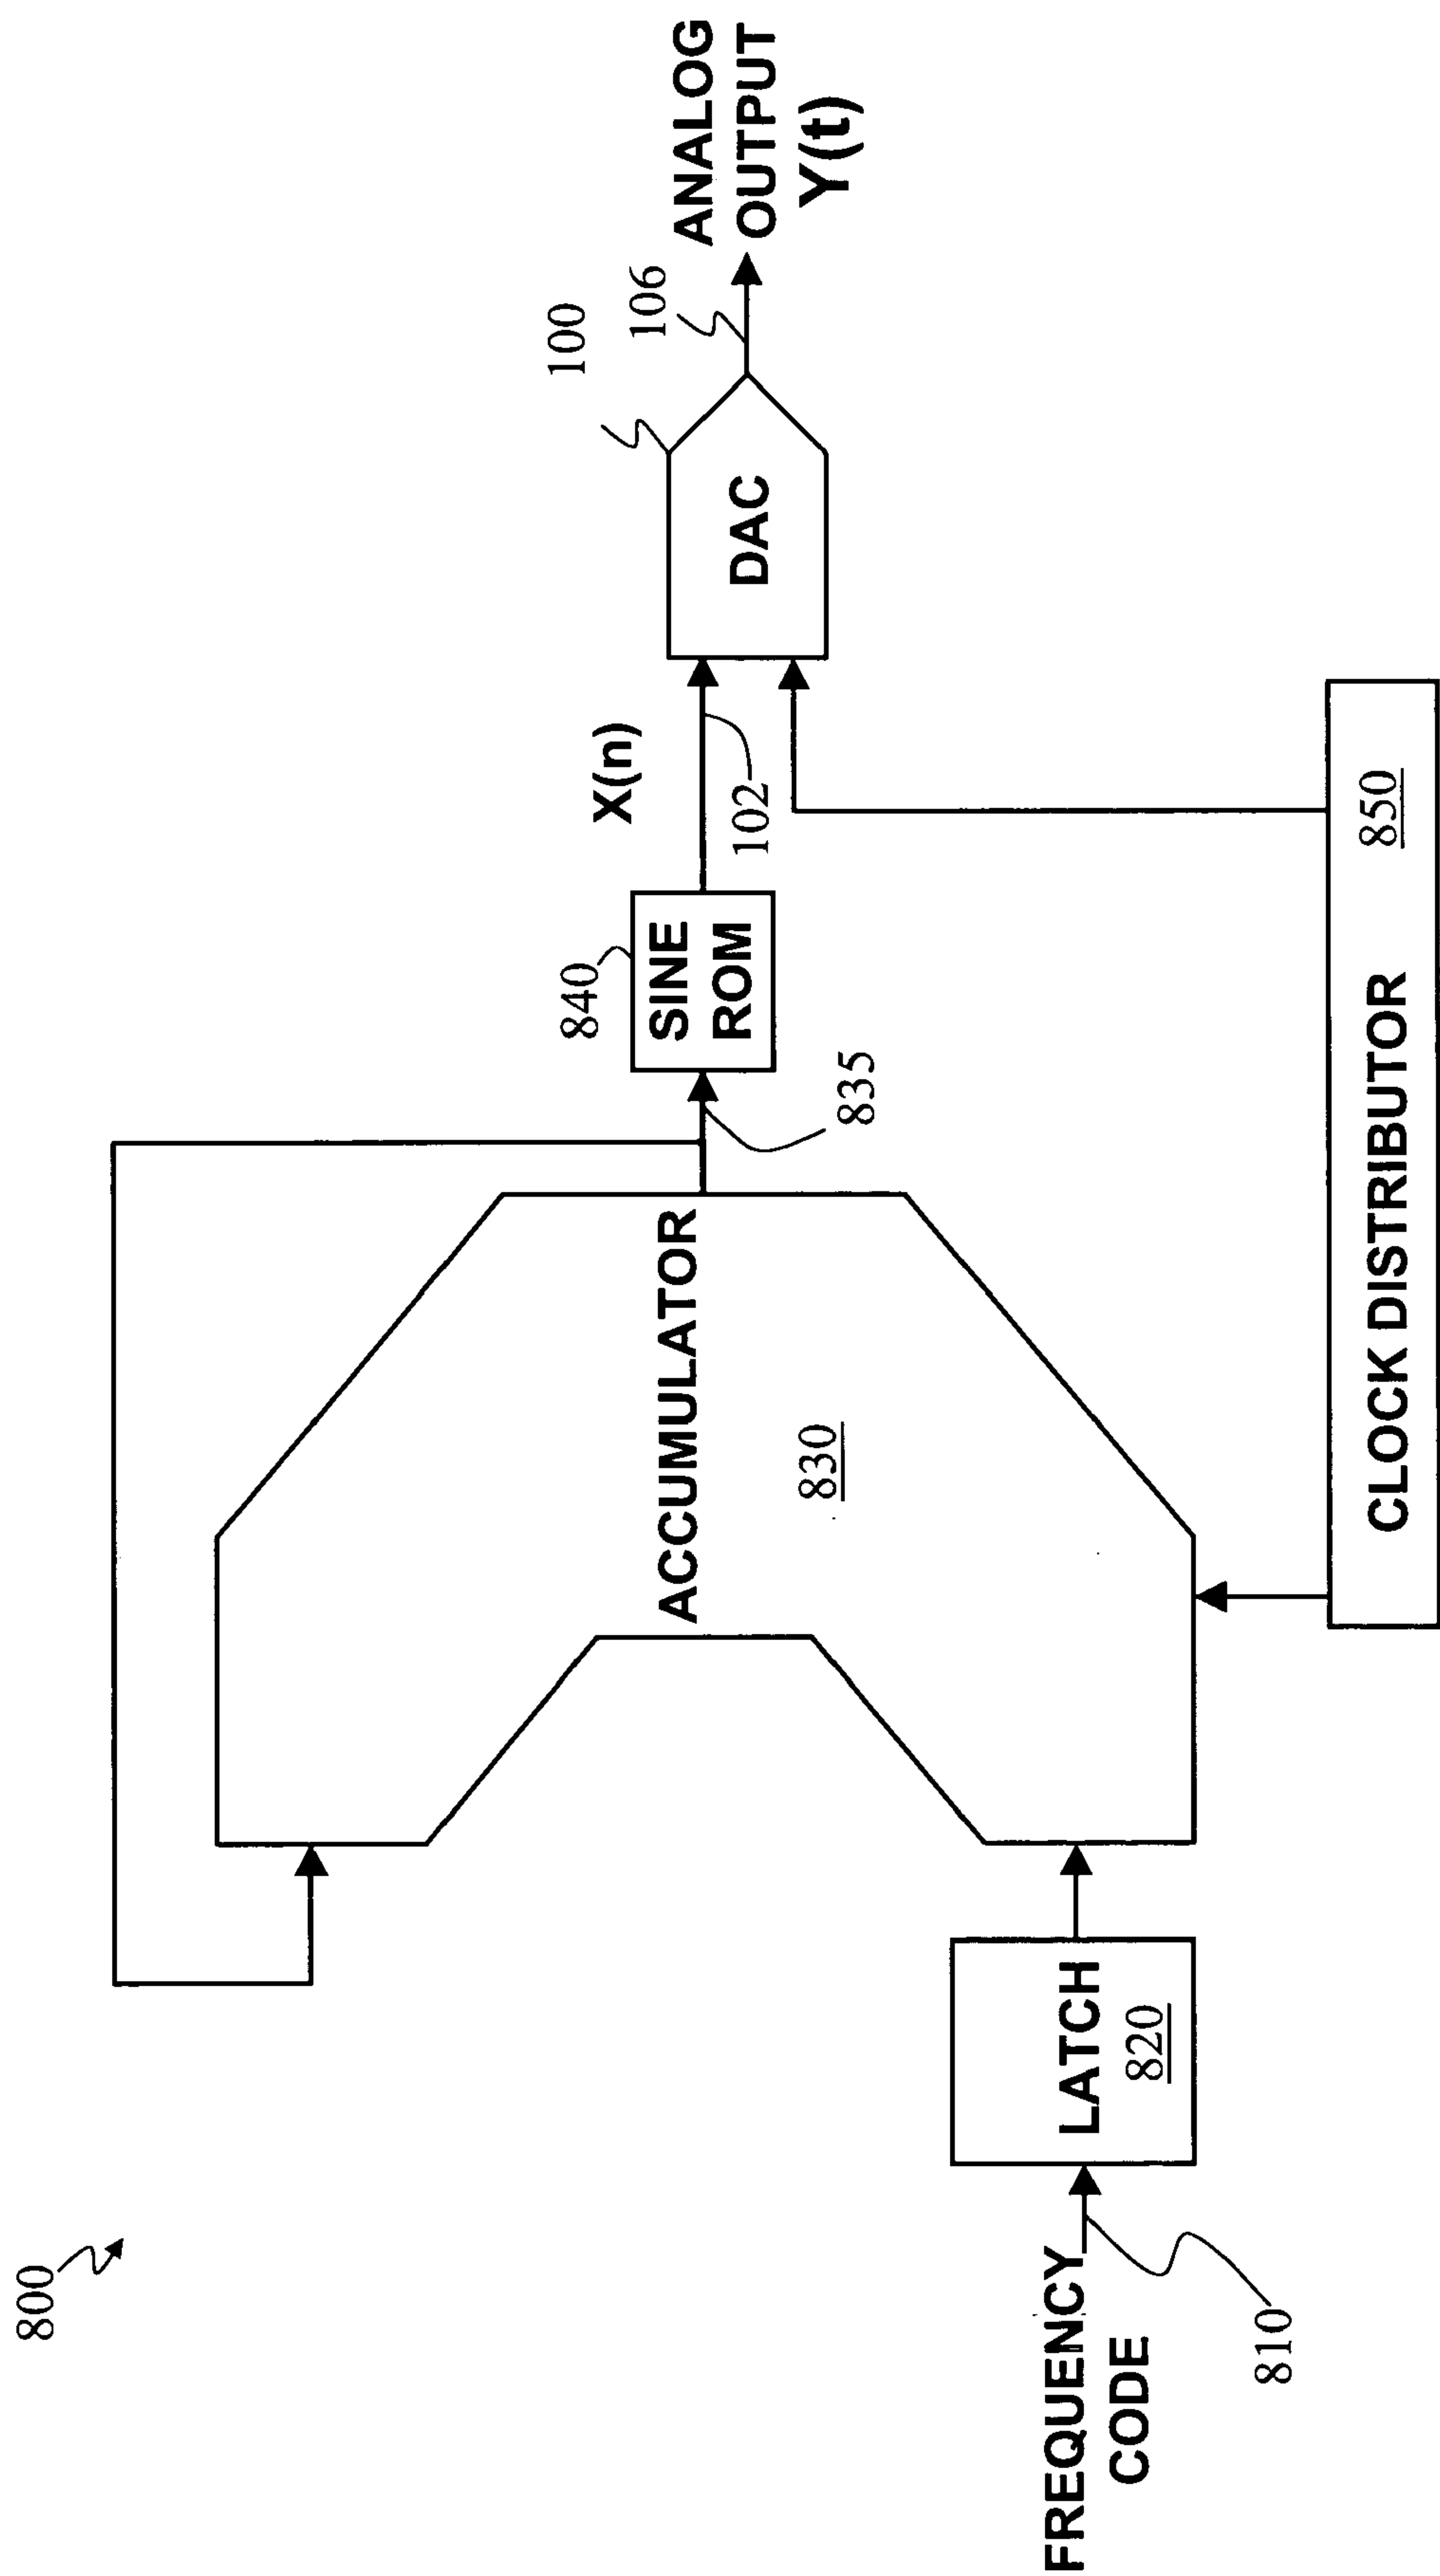 800
FREQUENCY
CODE
810
LATCH
820
ACCUMULATOR
830
835
840
SINE
ROM
X(n)
102
DAC
100
106
ANALOG
OUTPUT
Y(t)
CLOCK DISTRIBUTOR 850